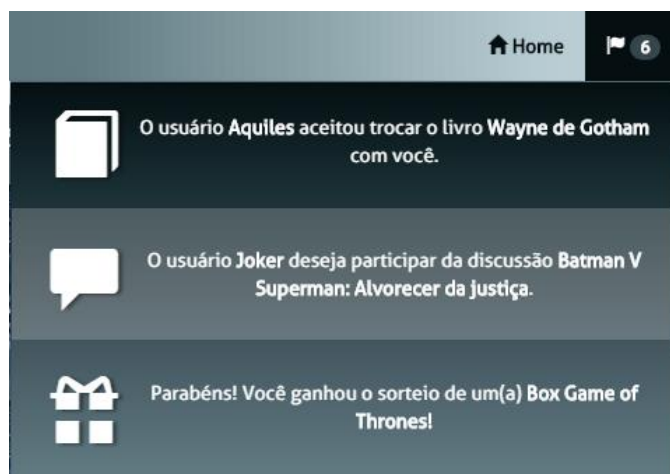 Home
6
O usuário Aquiles aceitou trocar o livro Wayne de Gotham
com você.
O usuário Joker deseja participar da discussão Batman V
Superman: Alvorecer da justiça.
Parabéns! Você ganhou o sorteio de um(a) Box Game of
Thrones!